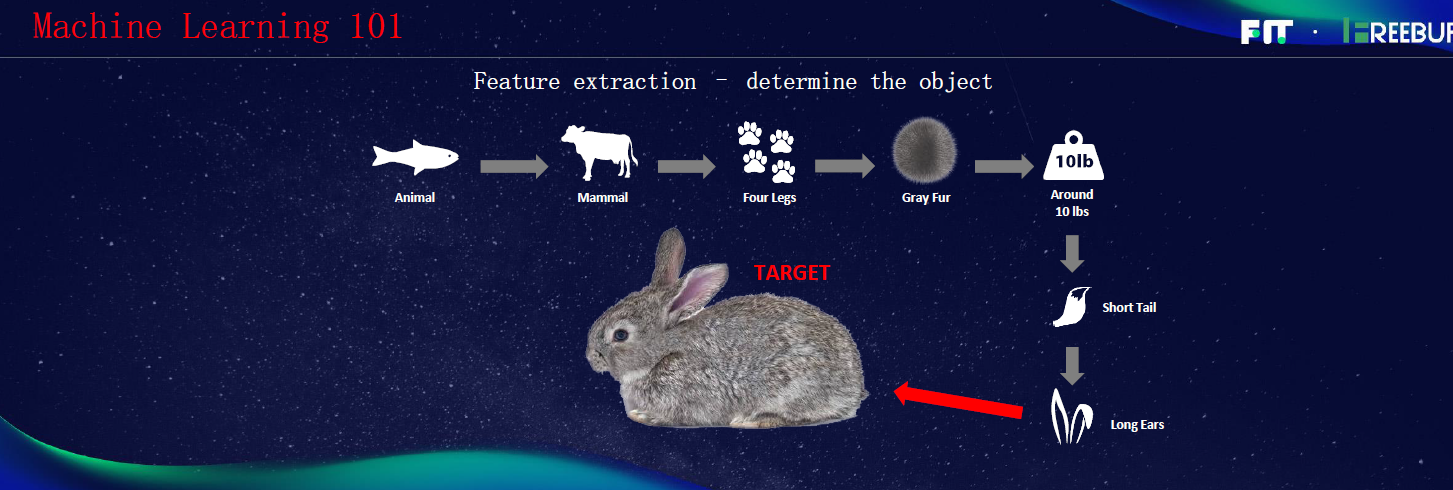 Machine Learning 101
FIT · FREEBUF
Feature extraction – determine the object
10lb
Animal
Mammal
Four Legs
Gray Fur
Around
10 lbs
TARGET
Short Tail
Long Ears